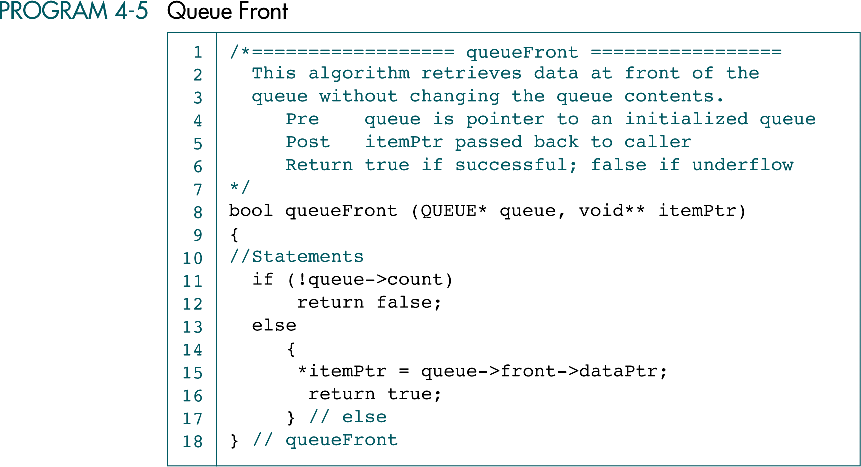 PROGRAM 4-5 Queue Front
1 /*================== queueFront =================
2 This algorithm retrieves data at front of the
3 queue without changing the queue contents.
4 Pre queue is pointer to an initialized queue
5 Post itemPtr passed back to caller
6 Return true if successful; false if underflow
7 */
8 bool queueFront (QUEUE* queue, void** itemPtr)
9 {
10 //Statements
11 if (!queue->count)
12 return false;
13 else
14 {
15 *itemPtr = queue->front->dataPtr;
16 return true;
17 } // else
18 } // queueFront